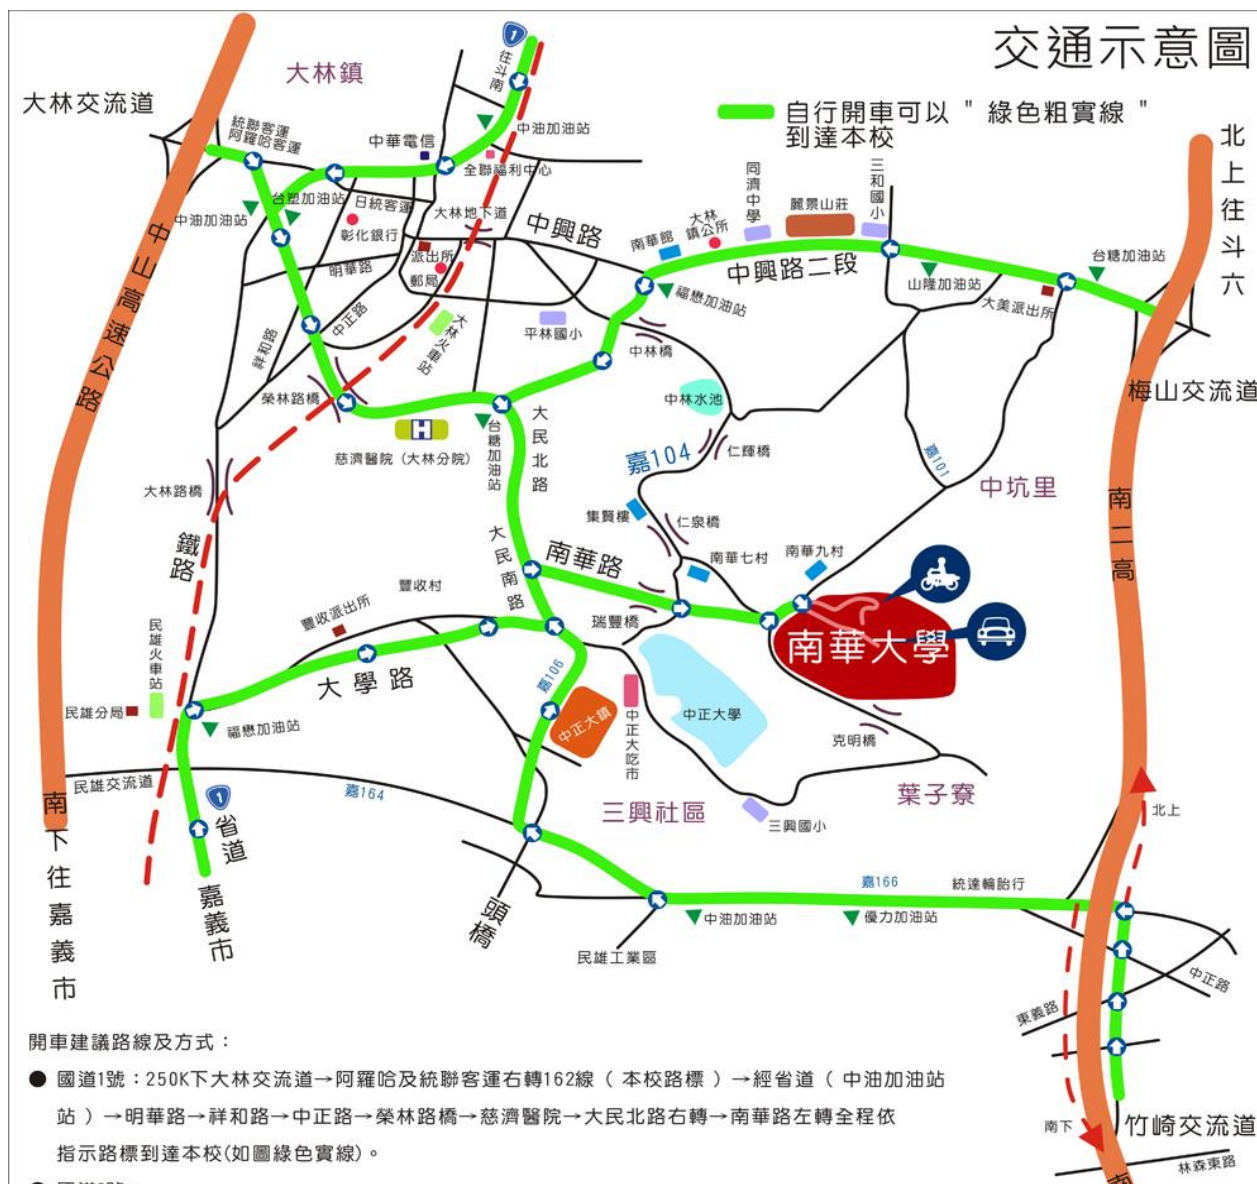 交通示意圖
自行開車可以 " 綠色粗實線 "
到達本校
1
往斗南
大林鎮
大林交流道
統聯客運
阿羅哈客運
中華電信
中油加油站
全聯福利中心
台塑加油站
中油加油站
日統客運
彰化銀行
大林地下道
派出所
郵局
明華路
中正路
祥和路
大林火車站
中興路
南華館
大林
鎮公所
同濟中學
麗景山莊
三和國小
中興路二段
山隆加油站
大美派出所
台糖加油站
北上往斗六
梅山交流道
福懋加油站
平林國小
中林橋
中林水池
仁輝橋
嘉104
嘉101
中坑里
中山高速公路
榮林路橋
H
慈濟醫院 (大林分院)
台糖加油站
大民北路
大林路橋
鐵路
集賢樓
仁泉橋
南華七村
南華九村
南二高
大民南路
南華路
瑞豐橋
南華大學
豐收村
豐收派出所
大學路
嘉106
中正大鎮
中正大吃市
中正大學
克明橋
葉子寮
三興社區
三興國小
民雄火車站
民雄分局
福懋加油站
民雄交流道
嘉164
1
省道
嘉義市
南下往嘉義市
頭橋
民雄工業區
中油加油站
嘉166
優力加油站
統達輪胎行
北上
中正路
東義路
南下
竹崎交流道
林森東路
南
開車建議路線及方式：
● 國道1號：250K下大林交流道→阿羅哈及統聯客運右轉162線（ 本校路標 ）→經省道（ 中油加油站
站 ）→明華路→祥和路→中正路→榮林路橋→慈濟醫院→大民北路右轉→南華路左轉全程依
指示路標到達本校(如圖綠色實線)。